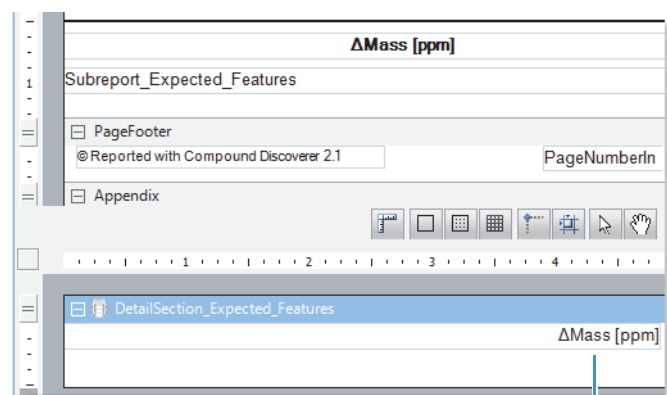 ΔMass [ppm]
1
Subreport_Expected_Features
PageFooter
© Reported with Compound Discoverer 2.1
PageNumberIn
Appendix
1 2 3 4
DetailSection_Expected_Features
ΔMass [ppm]